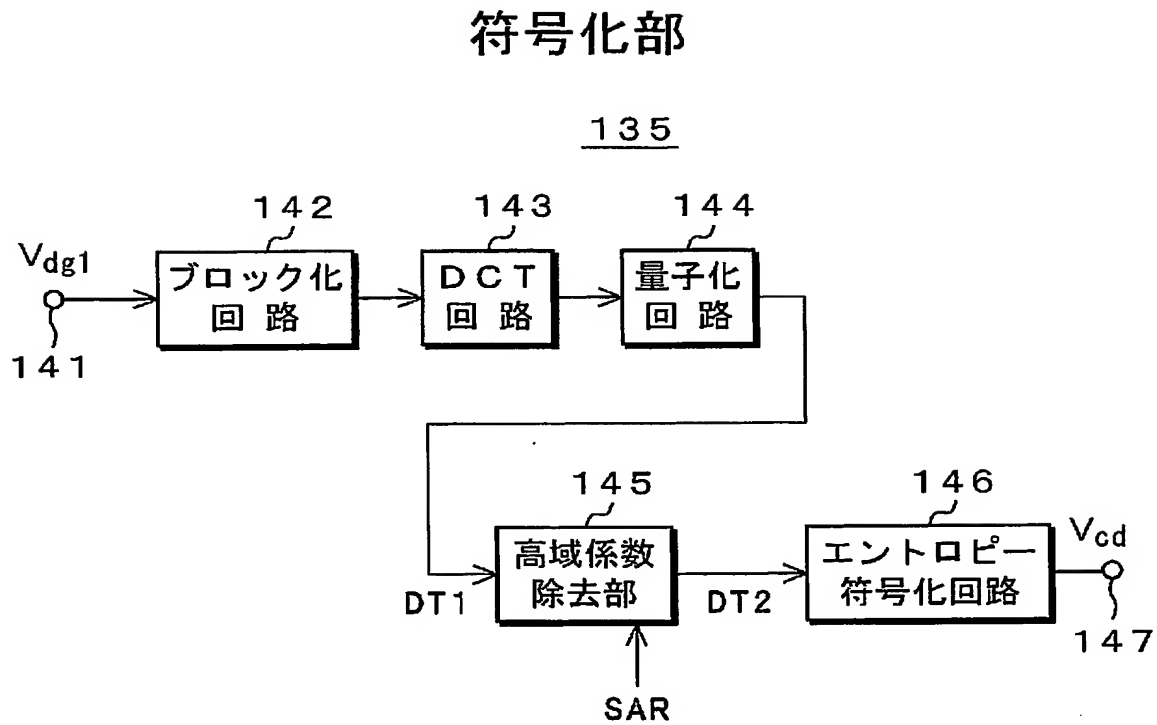 符号化部
135
142
143
144
Vdg1
ブロック化
回路
DCT
回路
量子化
回路
141
145
146
Vcd
高域係数
除去部
エントロピー
符号化回路
DT1
DT2
147
SAR